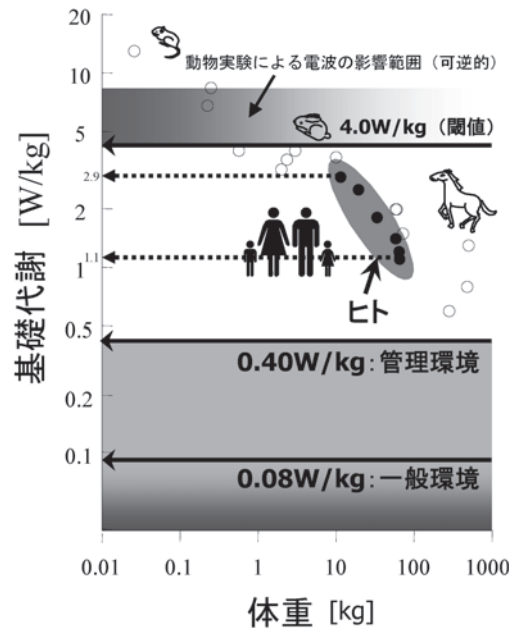 20
動物実験による電波の影響範囲（可逆的）
10
5
4.0W/kg（閾値）
2.9
2
1.1
1
ヒト
0.5
0.40W/kg：管理環境
0.2
0.1
0.08W/kg：一般環境
基礎代謝 [W/kg]
0.01 0.1 1 10 100 1000
体重 [kg]